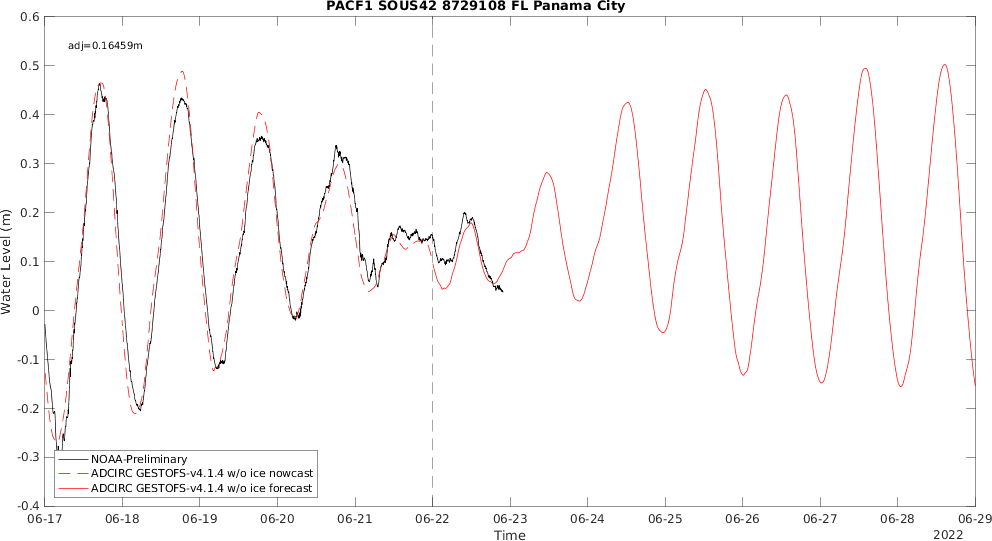 PACF1 SOUS42 8729108 FL Panama City
adj=0.16459m
0.6
0.5
0.4
0.3
0.2
0.1
0
-0.1
-0.2
-0.3
-0.4
Water Level (m)
NOAA-Preliminary
ADCIRC GESTOFS-v4.1.4 w/o ice nowcast
ADCIRC GESTOFS-v4.1.4 w/o ice forecast
06-17 06-18 06-19 06-20 06-21 06-22 06-23 06-24 06-25 06-26 06-27 06-28 06-29
Time
2022